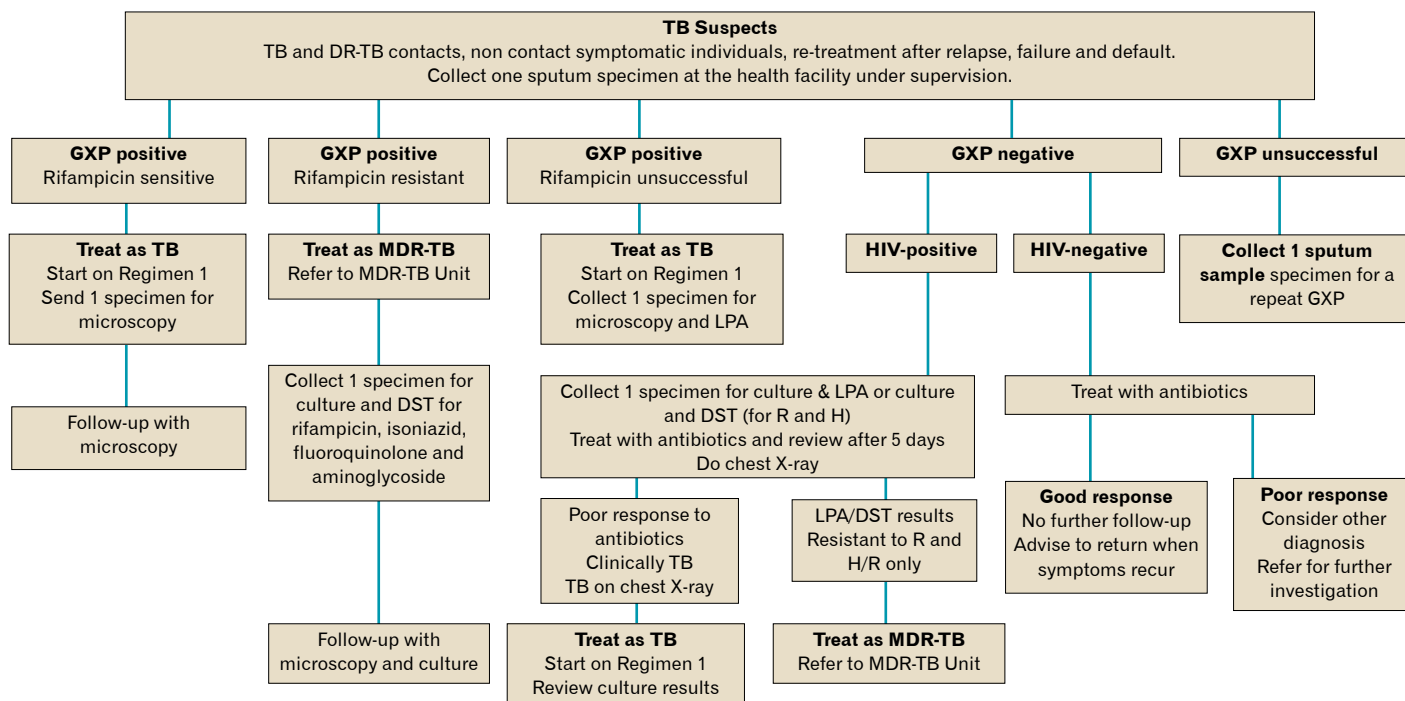 TB Suspects
TB and DR-TB contacts, non contact symptomatic individuals, re-treatment after relapse, failure and default.
Collect one sputum specimen at the health facility under supervision.
GXP positive
Rifampicin sensitive
GXP positive
Rifampicin resistant
GXP positive
Rifampicin unsuccessful
GXP negative
GXP unsuccessful
Treat as TB
Start on Regimen 1
Send 1 specimen for
microscopy
Treat as MDR-TB
Refer to MDR-TB Unit
Treat as TB
Start on Regimen 1
Collect 1 specimen for
microscopy and LPA
HIV-positive
HIV-negative
Collect 1 sputum
sample specimen for a
repeat GXP
Follow-up with
microscopy
Collect 1 specimen for
culture and DST for
rifampicin, isoniazid,
fluoroquinolone and
aminoglycoside
Collect 1 specimen for culture & LPA or culture
and DST (for R and H)
Treat with antibiotics and review after 5 days
Do chest X-ray
Treat with antibiotics
Poor response to
antibiotics
Clinically TB
TB on chest X-ray
LPA/DST results
Resistant to R and
H/R only
Good response
No further follow-up
Advise to return when
symptoms recur
Poor response
Consider other
diagnosis
Refer for further
investigation
Follow-up with
microscopy and culture
Treat as TB
Start on Regimen 1
Review culture results
Treat as MDR-TB
Refer to MDR-TB Unit